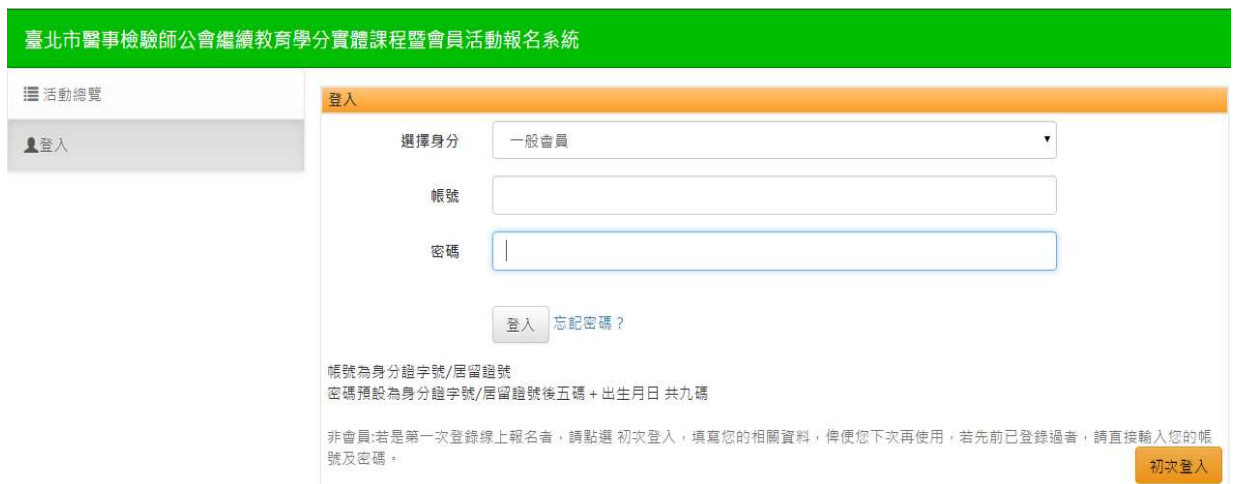 臺北市醫事檢驗師公會繼續教育學分實體課程暨會員活動報名系統
活動總覽
登入
登入
選擇身分
一般會員
帳號
密碼
登入 忘記密碼？
帳號為身分證字號/居留證號
密碼預設為身分證字號/居留證號後五碼 + 出生月日 共九碼
非會員:若是第一次登錄線上報名者，請點選 初次登入，填寫您的相關資料，俾便您下次再使用，若先前已登錄過者，請直接輸入您的帳
號及密碼。
初次登入